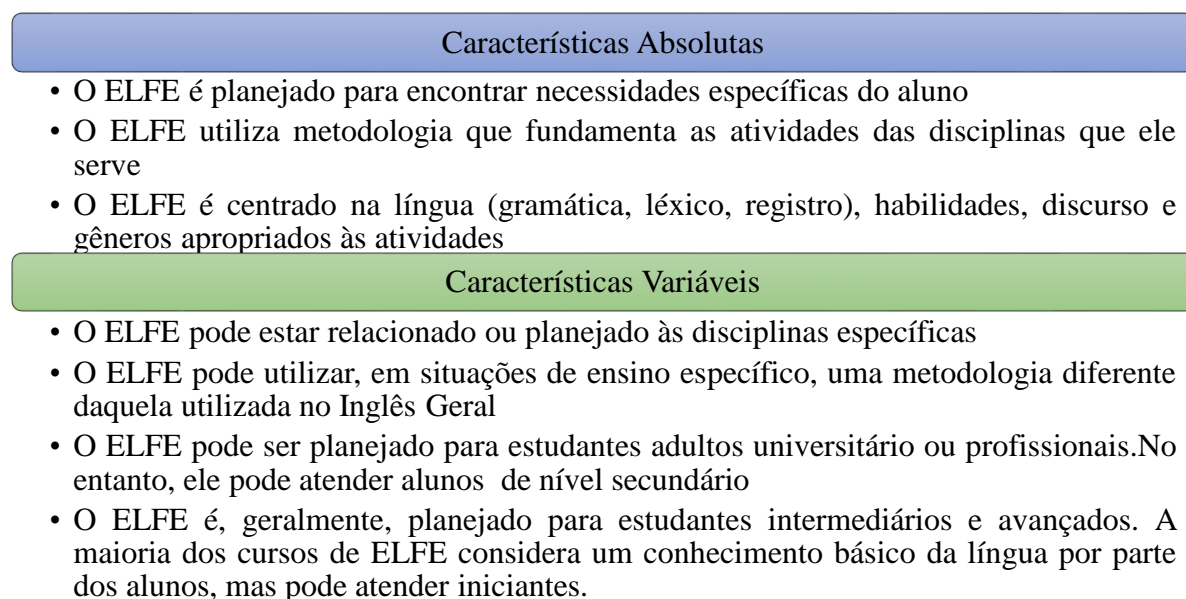 Características Absolutas
• O ELFE é planejado para encontrar necessidades específicas do aluno
• O ELFE utiliza metodologia que fundamenta as atividades das disciplinas que ele
serve
• O ELFE é centrado na língua (gramática, léxico, registro), habilidades, discurso e
gêneros apropriados às atividades
Características Variáveis
• O ELFE pode estar relacionado ou planejado às disciplinas específicas
• O ELFE pode utilizar, em situações de ensino específico, uma metodologia diferente
daquela utilizada no Inglês Geral
• O ELFE pode ser planejado para estudantes adultos universitário ou profissionais.No
entanto, ele pode atender alunos de nível secundário
• O ELFE é, geralmente, planejado para estudantes intermediários e avançados. A
maioria dos cursos de ELFE considera um conhecimento básico da língua por parte
dos alunos, mas pode atender iniciantes.